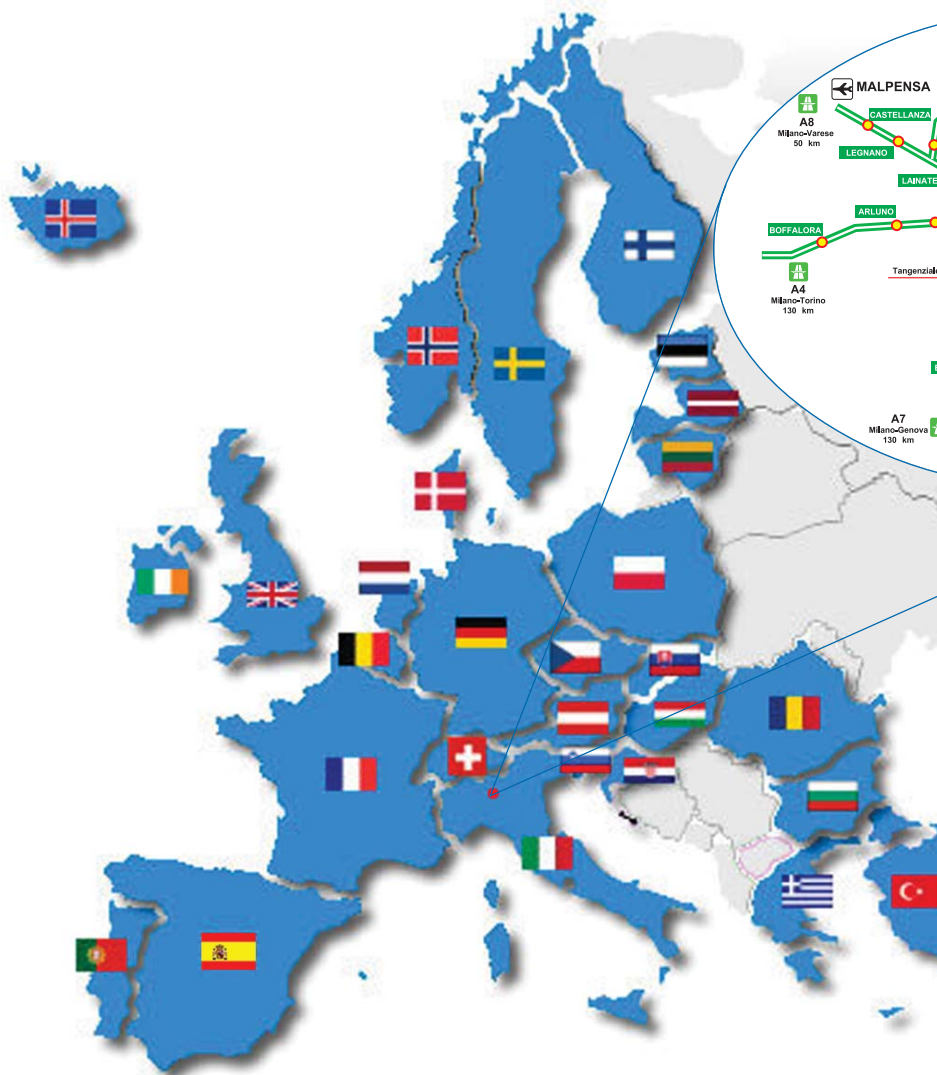 MALPENSA
A8
Milano-Varese
50 km
CASTELLANZA
LEGNANO
LAINATE
BOFFALORA
ARLUNO
A4
Milano-Torino
130 km
Tangenziale
A7
Milano-Genova
130 km